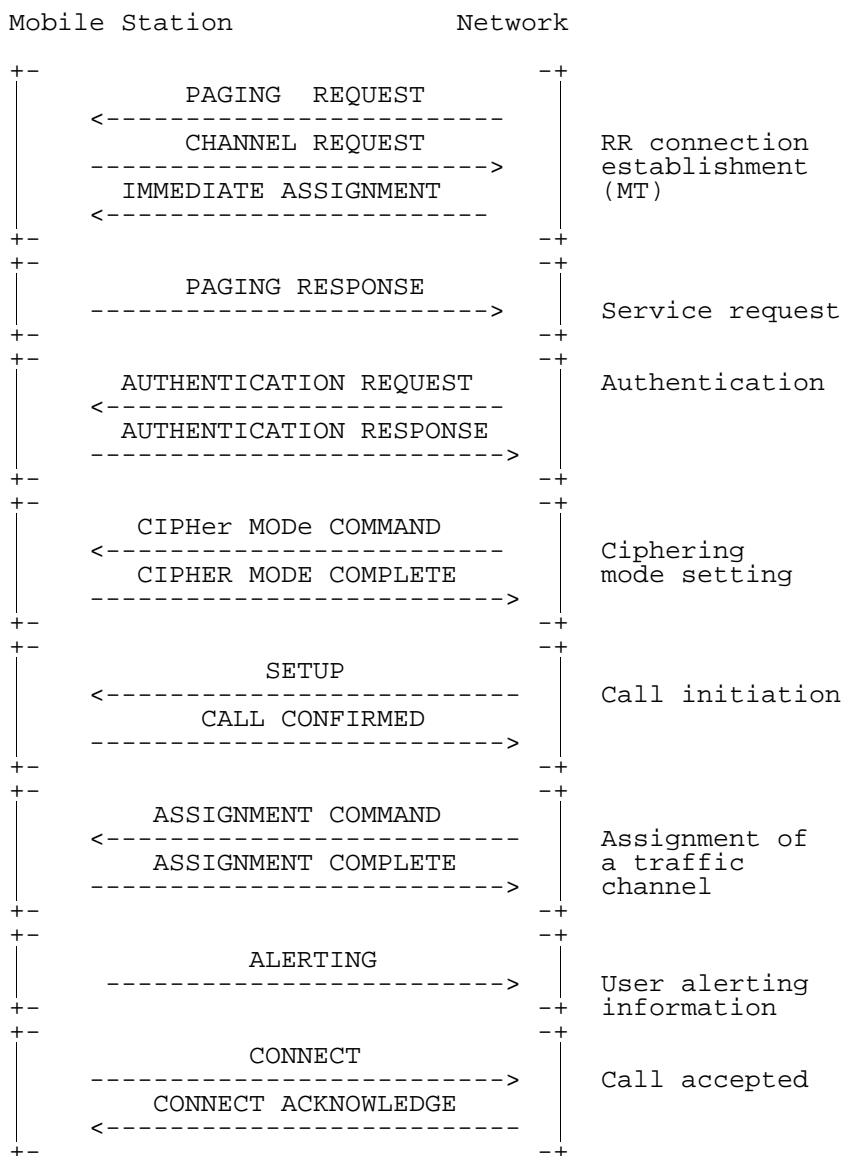 Mobile Station Network
PAGING REQUEST
CHANNEL REQUEST
RR connection
establishment
IMMEDIATE ASSIGNMENT
(MT)
PAGING RESPONSE
Service request
AUTHENTICATION REQUEST
Authentication
AUTHENTICATION RESPONSE
CIPHer MODe COMMAND
Ciphering
CIPHER MODE COMPLETE
mode setting
SETUP
Call initiation
CALL CONFIRMED
ASSIGNMENT COMMAND
Assignment of
ASSIGNMENT COMPLETE
a traffic
channel
ALERTING
User alerting
information
CONNECT
Call accepted
CONNECT ACKNOWLEDGE